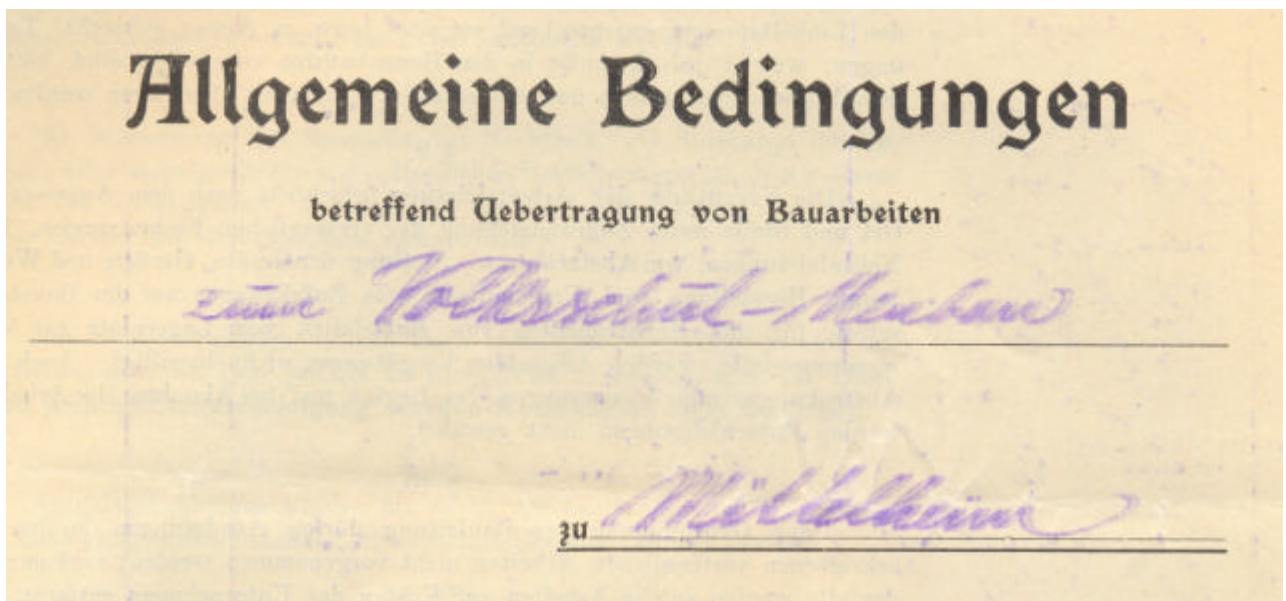 Allgemeine Bedingungen
betreffend Uebertragung von Bauarbeiten
zum Volksschul-Neubau
zu Mittelheim